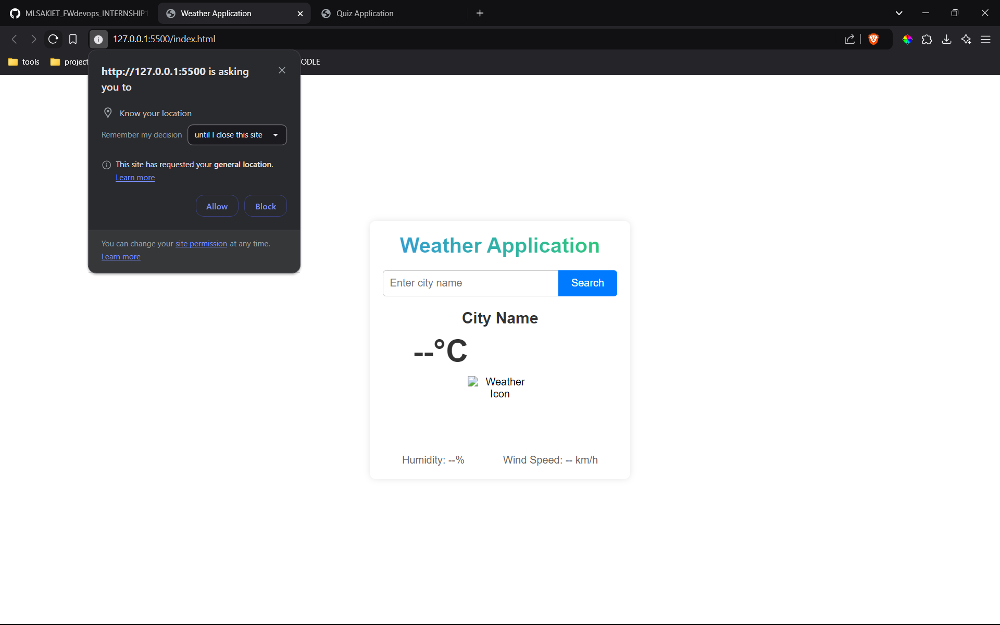 MLSAKIET_FWdevops_INTERNSHIP
Weather Application
Quiz Application
127.0.0.1:5500/index.html
tools
project
ODLE
http://127.0.0.1:5500 is asking
you to
Know your location
Remember my decision
until I close this site
This site has requested your general location.
Learn more
Allow
Block
You can change your site permission at any time.
Learn more
Weather Application
Enter city name
Search
City Name
--°C
Weather
Icon
Humidity: --%
Wind Speed: -- km/h